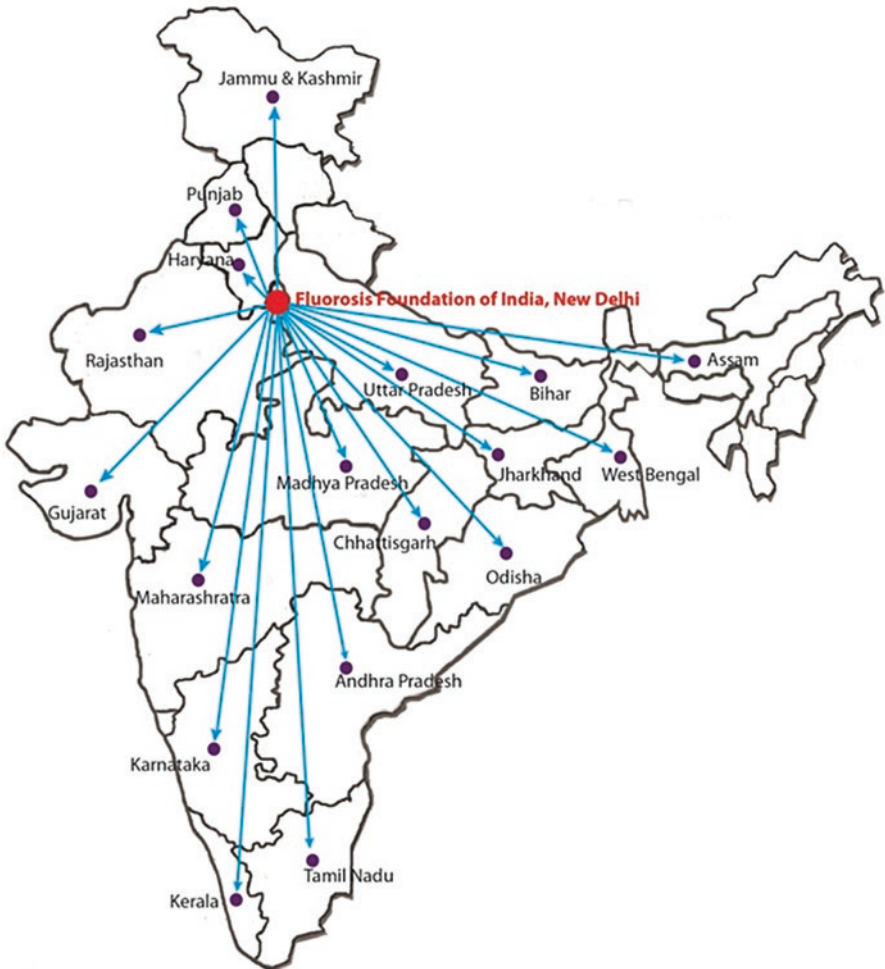 Jammu & Kashmir
Punjab
Haryana
Fluorosis Foundation of India, New Delhi
Rajasthan
Assam
Uttar Pradesh
Bihar
Madhya Pradesh
Jharkhand
West Bengal
Gujarat
Chhattisgarh
Odisha
Maharashratra
Andhra Pradesh
Karnataka
Tamil Nadu
Kerala